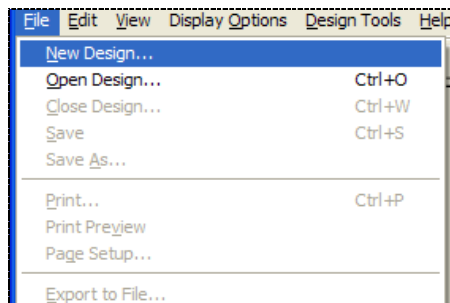 File Edit View Display Options Design Tools Help
New Design...
Open Design... Ctrl+O
Close Design... Ctrl+W
Save Ctrl+S
Save As...
Print... Ctrl+P
Print Preview
Page Setup...
Export to File...